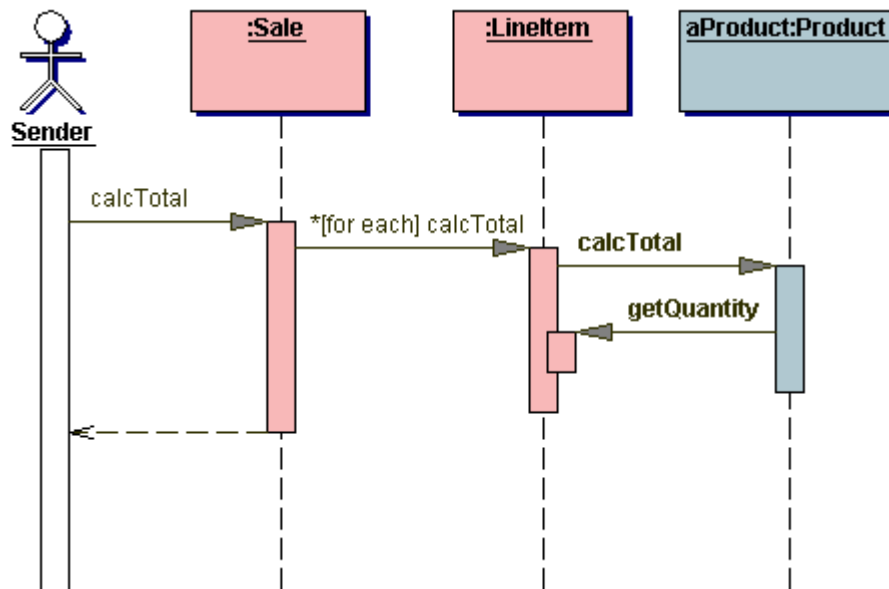 :Sale
:LineItem
aProduct:Product
Sender
calcTotal
*[for each] calcTotal
calcTotal
getQuantity